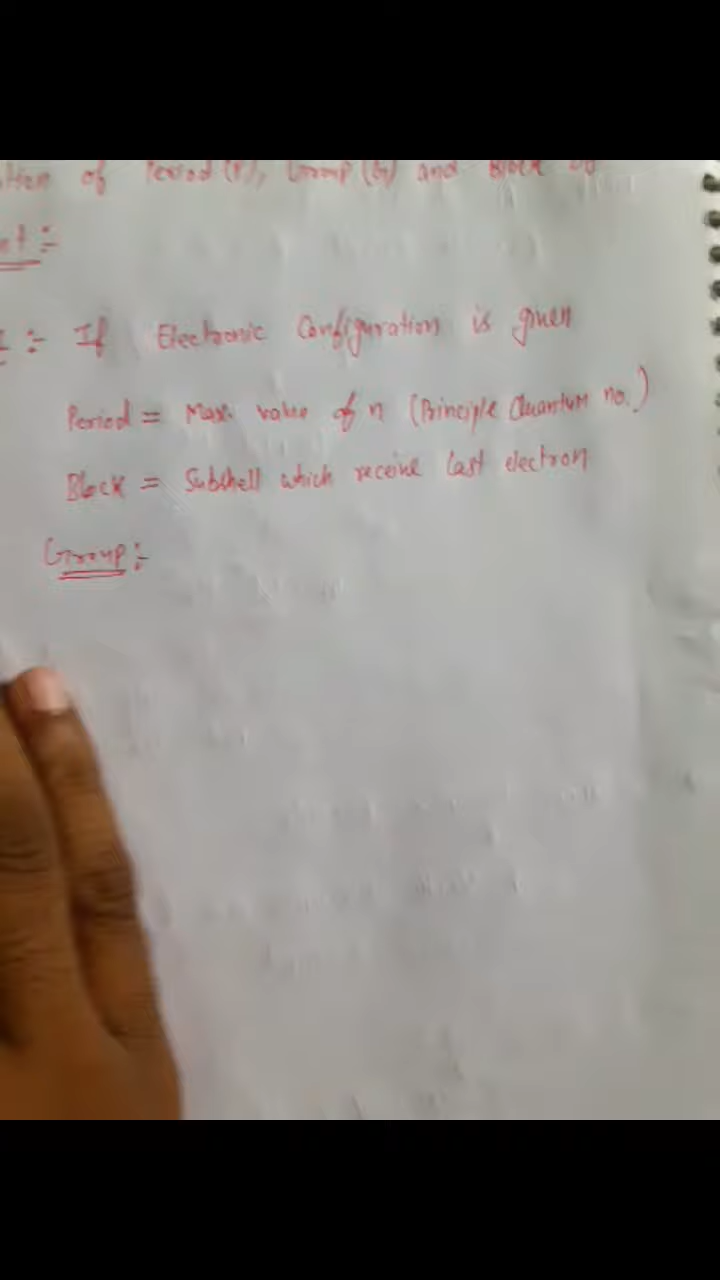 of Period (P), Group (G) and Block
If Electronic Configuration is given
Period = Max. value of n (Principle Quantum no.)
Block = Subshell which receive last electron
Group :-